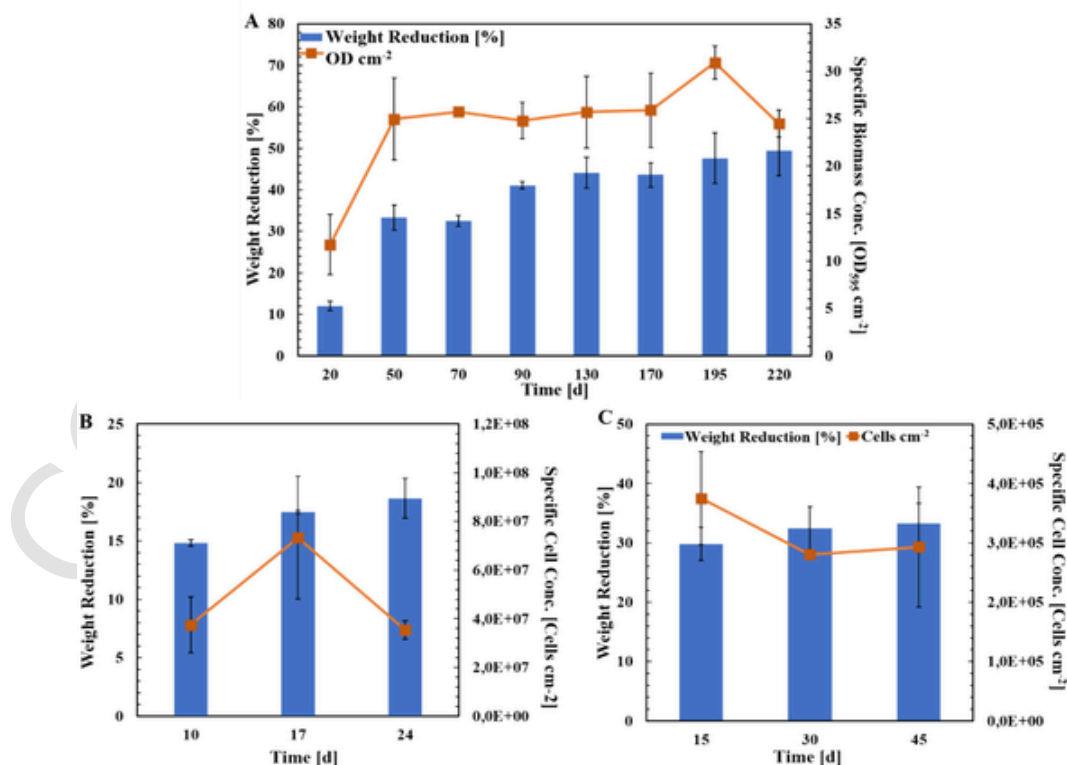 A
Weight Reduction [%]
OD cm-2
Weight Reduction [%]
80
70
60
50
40
30
20
10
0
35
30
25
20
15
10
5
0
Specific Biomass Conc. [OD595 cm-2]
20 50 70 90 130 170 195 220
Time [d]
B
Weight Reduction [%]
25
20
15
10
5
0
1,2E+08
1,0E+08
8,0E+07
6,0E+07
4,0E+07
2,0E+07
0,0E+00
Specific Cell Conc. [Cells cm-2]
10 17 24
Time [d]
C
Weight Reduction [%] Cells cm-2
Weight Reduction [%]
50
40
30
20
10
0
5,0E+05
4,0E+05
3,0E+05
2,0E+05
1,0E+05
0,0E+00
Specific Cell Conc. [Cells cm-2]
15 30 45
Time [d]